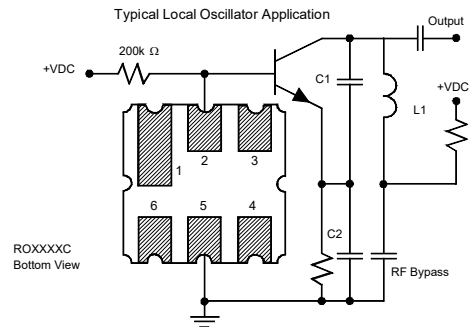 Typical Local Oscillator Application
Output
200k Ω
+VDC
+VDC
C1
L1
1
2
3
6
5
4
C2
ROXXXXC
Bottom View
RF Bypass